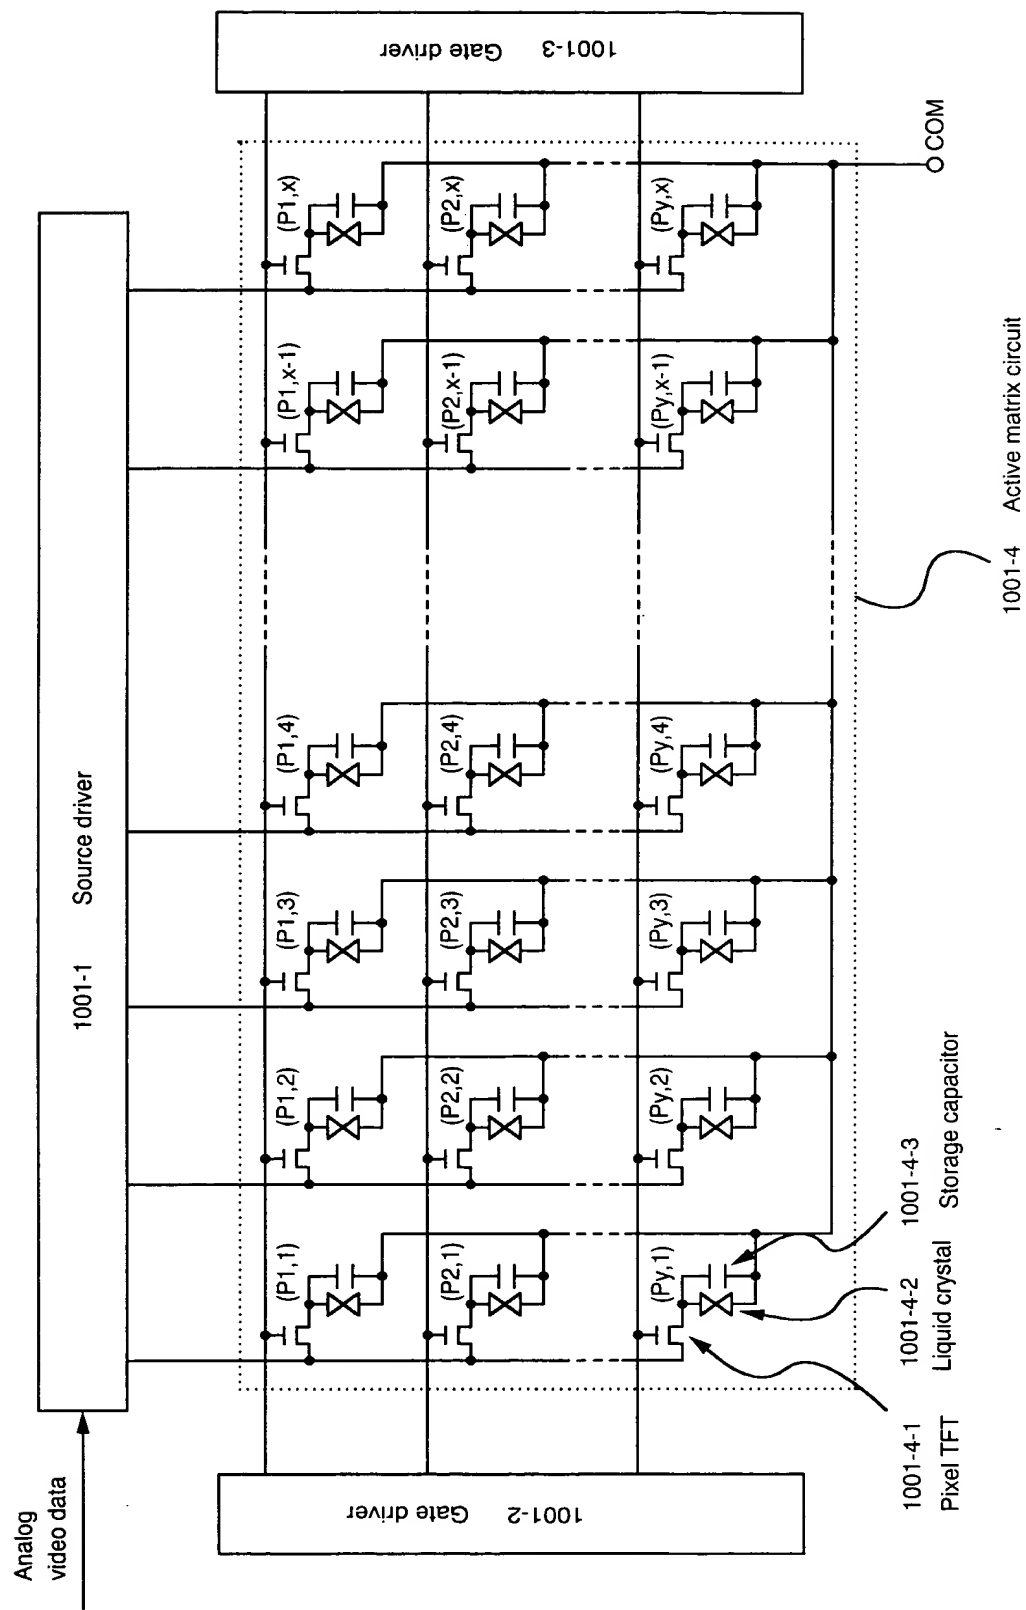 Analog
video data
1001-1 Source driver
1001-2 Gate driver
1001-3 Gate driver
(P1,1)
(P1,2)
(P1,3)
(P1,4)
(P1,x-1)
(P1,x)
(P2,1)
(P2,2)
(P2,3)
(P2,4)
(P2,x-1)
(P2,x)
(Py,1)
(Py,2)
(Py,3)
(Py,4)
(Py,x-1)
(Py,x)
COM
1001-4-1
Pixel TFT
1001-4-2
Liquid crystal
1001-4-3
Storage capacitor
1001-4 Active matrix circuit